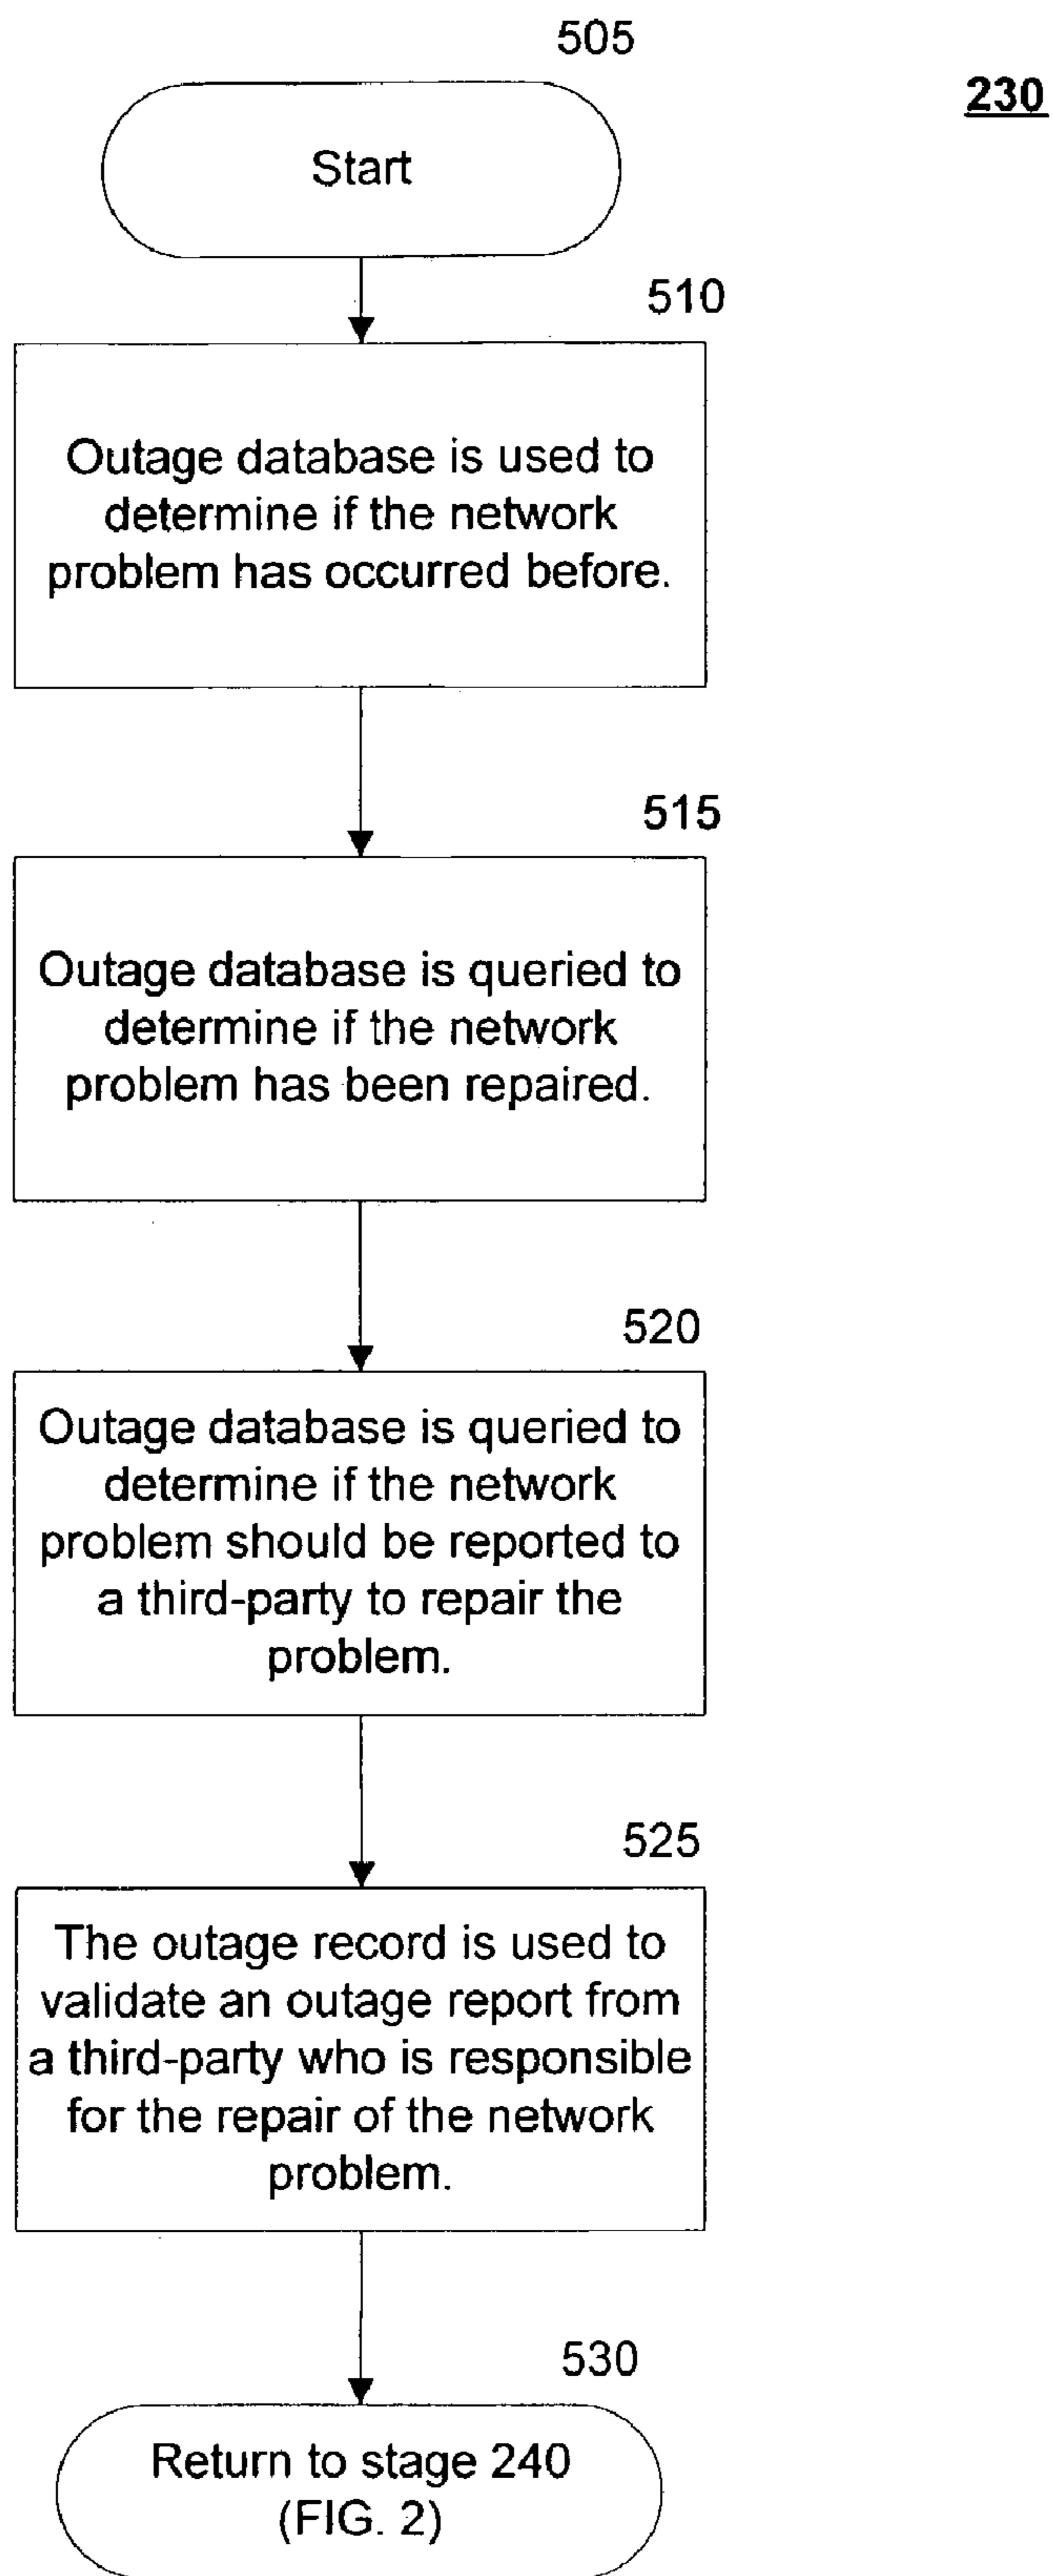 505
230
Start
510
Outage database is used to
determine if the network
problem has occurred before.
515
Outage database is queried to
determine if the network
problem has been repaired.
520
Outage database is queried to
determine if the network
problem should be reported to
a third-party to repair the
problem.
525
The outage record is used to
validate an outage report from
a third-party who is responsible
for the repair of the network
problem.
530
Return to stage 240
(FIG. 2)